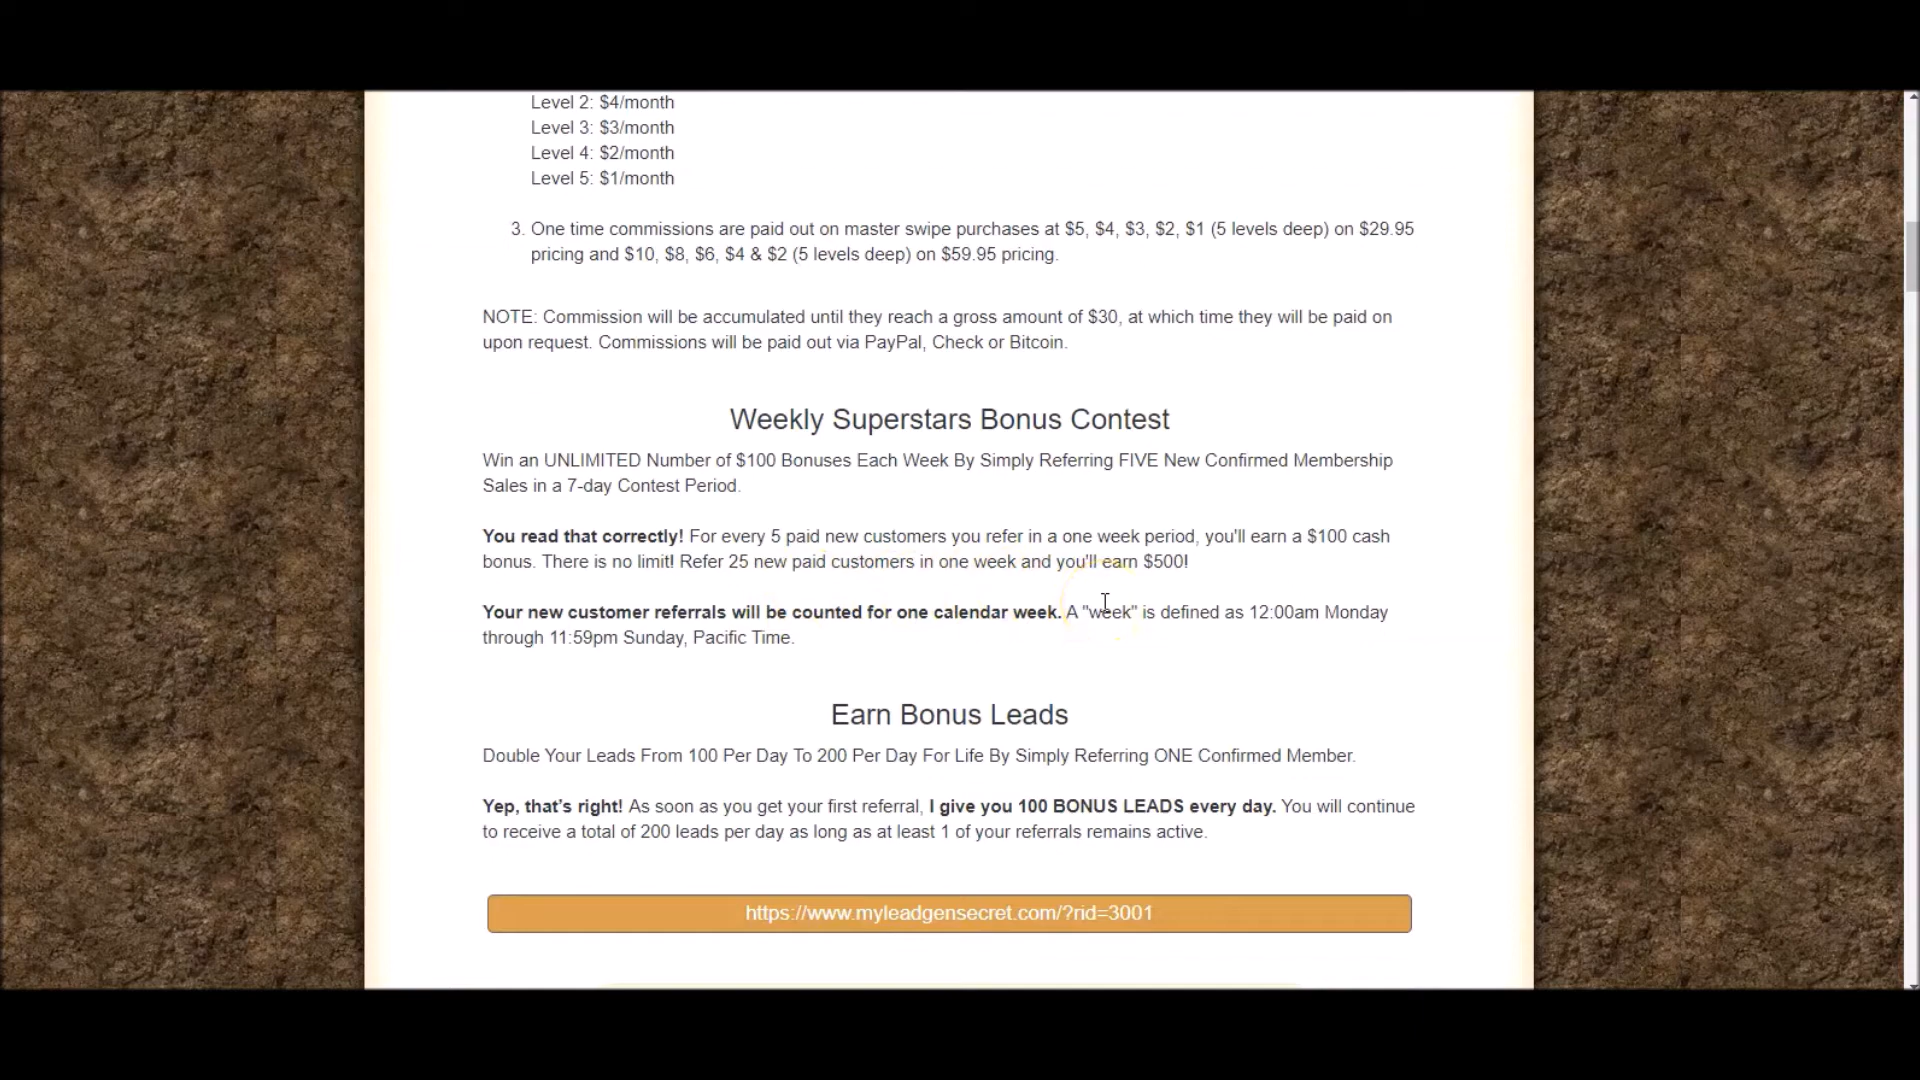 Level 2: $4/month
Level 3: $3/month
Level 4: $2/month
Level 5: $1/month
3. One time commissions are paid out on master swipe purchases at $5, $4, $3, $2, $1 (5 levels deep) on $29.95
pricing and $10, $8, $6, $4 & $2 (5 levels deep) on $59.95 pricing.
NOTE: Commission will be accumulated until they reach a gross amount of $30, at which time they will be paid on
upon request. Commissions will be paid out via PayPal, Check or Bitcoin.
Weekly Superstars Bonus Contest
Win an UNLIMITED Number of $100 Bonuses Each Week By Simply Referring FIVE New Confirmed Membership
Sales in a 7-day Contest Period.
You read that correctly! For every 5 paid new customers you refer in a one week period, you'll earn a $100 cash
bonus. There is no limit! Refer 25 new paid customers in one week and you'll earn $500!
Your new customer referrals will be counted for one calendar week. A "week" is defined as 12:00am Monday
through 11:59pm Sunday, Pacific Time.
Earn Bonus Leads
Double Your Leads From 100 Per Day To 200 Per Day For Life By Simply Referring ONE Confirmed Member.
Yep, that's right! As soon as you get your first referral, I give you 100 BONUS LEADS every day. You will continue
to receive a total of 200 leads per day as long as at least 1 of your referrals remains active.
https://www.myleadgensecret.com/?rid=3001